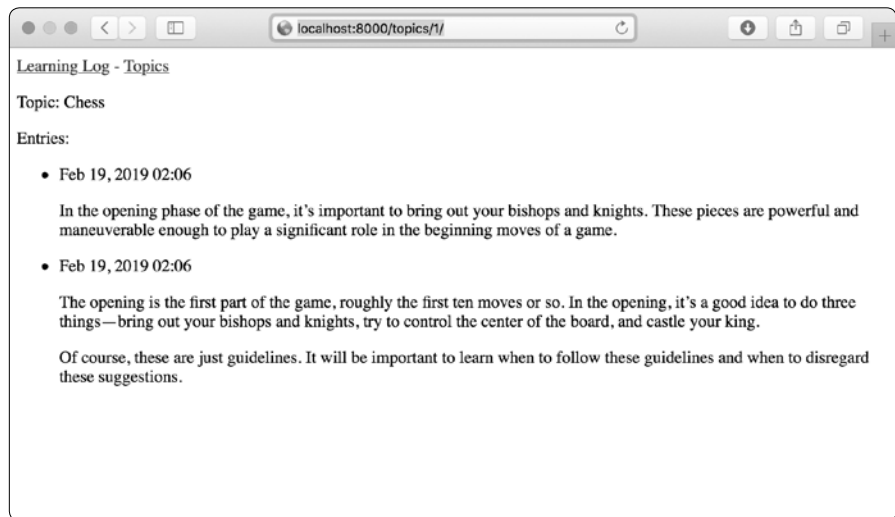 localhost:8000/topics/1/
Learning Log - Topics
Topic: Chess
Entries:
• Feb 19, 2019 02:06
In the opening phase of the game, it’s important to bring out your bishops and knights. These pieces are powerful and
maneuverable enough to play a significant role in the beginning moves of a game.
• Feb 19, 2019 02:06
The opening is the first part of the game, roughly the first ten moves or so. In the opening, it’s a good idea to do three
things—bring out your bishops and knights, try to control the center of the board, and castle your king.
Of course, these are just guidelines. It will be important to learn when to follow these guidelines and when to disregard
these suggestions.